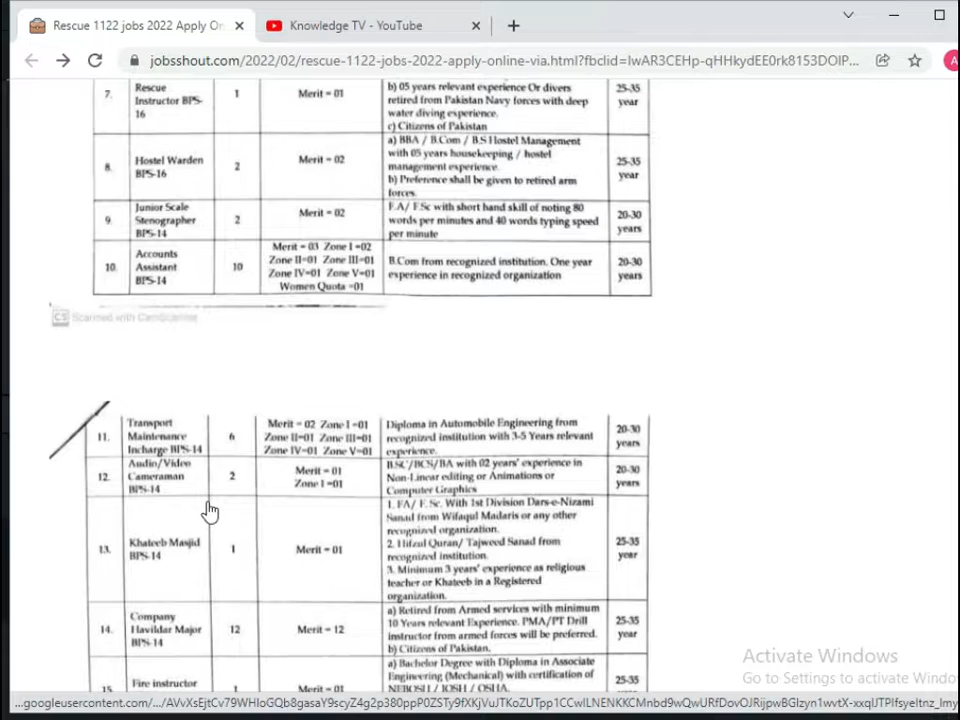 Rescue 1122 jobs 2022 Apply On
Knowledge TV - YouTube
jobsshout.com/2022/02/rescue-1122-jobs-2022-apply-online-via.html?fbclid=IwAR3CEHp-qHHkydEE0rk8153DOlP...
A
7.
Rescue
Instructor BPS-
16
1
Merit = 01
b) 05 years relevant experience Or divers
retired from Pakistan Navy forces with deep
water diving experience.
c) Citizens of Pakistan
25-35
year
8.
Hostel Warden
BPS-16
2
Merit = 02
a) BBA / B.Com / B.S Hostel Management
with 05 years housekeeping / hostel
management experience.
b) Preference shall be given to retired arm
forces.
25-35
year
9.
Junior Scale
Stenographer
BPS-14
2
Merit = 02
F.A/ F.Sc with short hand skill of noting 80
words per minutes and 40 words typing speed
per minute
20-30
years
10.
Accounts
Assistant
BPS-14
10
Merit = 03 Zone I =02
Zone II=01 Zone III=01
Zone IV=01 Zone V=01
Women Quota =01
B.Com from recognized institution. One year
experience in recognized organization
20-30
years
CS Scanned with CamScanner
11.
Transport
Maintenance
Incharge BPS-14
6
Merit = 02 Zone I =01
Zone II=01 Zone III=01
Zone IV=01 Zone V=01
Diploma in Automobile Engineering from
recognized institution with 3-5 Years relevant
experience.
20-30
years
12.
Audio/Video
Cameraman
BPS-14
2
Merit = 01
Zone I =01
B.SC/BCS/BA with 02 years' experience in
Non-Linear editing or Animations or
Computer Graphics
20-30
years
13.
Khateeb Masjid
BPS-14
1
Merit = 01
1. FA/ F.Sc. With 1st Division Dars-e-Nizami
Sanad from Wifaqul Madaris or any other
recognized organization.
2. Hifzul Quran/ Tajweed Sanad from
recognized institution.
3. Minimum 3 years' experience as religious
teacher or Khateeb in a Registered
organization.
25-35
year
14.
Company
Havildar Major
BPS-14
12
Merit = 12
a) Retired from Armed services with minimum
10 Years relevant Experience. PMA/PT Drill
instructor from armed forces will be preferred.
b) Citizens of Pakistan.
25-35
year
15.
Fire instructor
1
Merit = 01
a) Bachelor Degree with Diploma in Associate
Engineering (Mechanical) with certification of
NEBOSH / IOSH / OSHA.
25-35
Activate Windows
Go to Settings to activate Windo